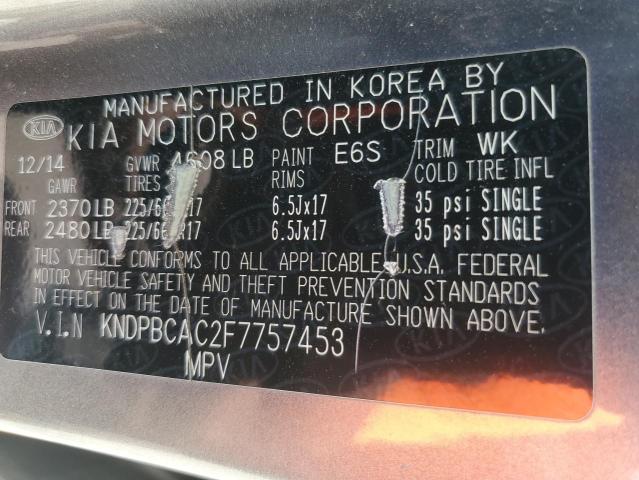 MANUFACTURED IN KOREA BY
KIA KIA MOTORS CORPORATION
12/14 GVWR 4608 LB PAINT E6S TRIM WK
GAWR TIRES RIMS COLD TIRE INFL
FRONT 2370 LB 6.5Jx17 35 psi SINGLE
REAR 2480 LB 6.5Jx17 35 psi SINGLE
THIS VEHICLE CONFORMS TO ALL APPLICABLE U.S.A. FEDERAL
MOTOR VEHICLE SAFETY AND THEFT PREVENTION STANDARDS
IN EFFECT ON THE DATE OF MANUFACTURE SHOWN ABOVE.
V.I.N KNDPBCAC2F7757453
MPV